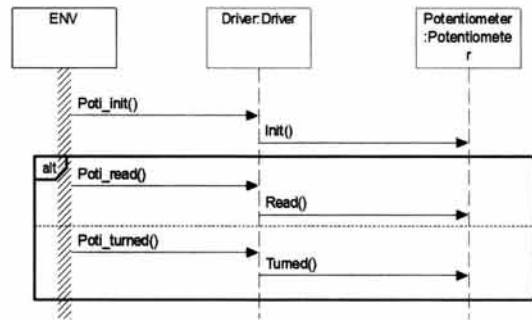 ENV
Driver:Driver
Potentiometer
:Potentiomete
r
Poti_init()
Init()
alt
Poti_read()
Read()
Poti_turned()
Turned()